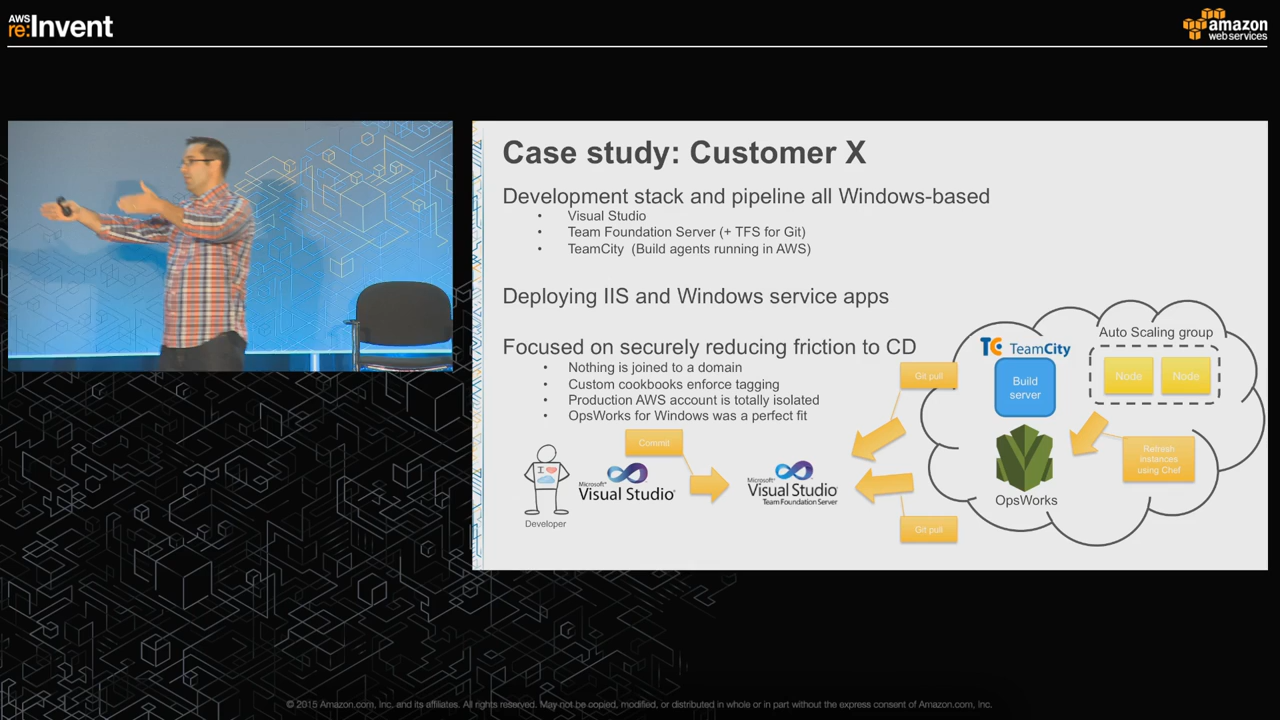 AWS
re:Invent
amazon
web services
Case study: Customer X
Development stack and pipeline all Windows-based
• Visual Studio
• Team Foundation Server (+ TFS for Git)
• TeamCity (Build agents running in AWS)
Deploying IIS and Windows service apps
Focused on securely reducing friction to CD
• Nothing is joined to a domain
• Custom cookbooks enforce tagging
• Production AWS account is totally isolated
• OpsWorks for Windows was a perfect fit
Auto Scaling group
TC TeamCity
Build
server
Node
Node
Git pull
Commit
I
Developer
Microsoft®
Visual Studio®
Microsoft®
Visual Studio®
Team Foundation Server
Refresh
instances
using Chef
OpsWorks
Git pull
© 2015 Amazon.com, Inc. and its affiliates. All rights reserved. May not be copied, modified, or distributed in whole or in part without the express consent of Amazon.com, Inc.